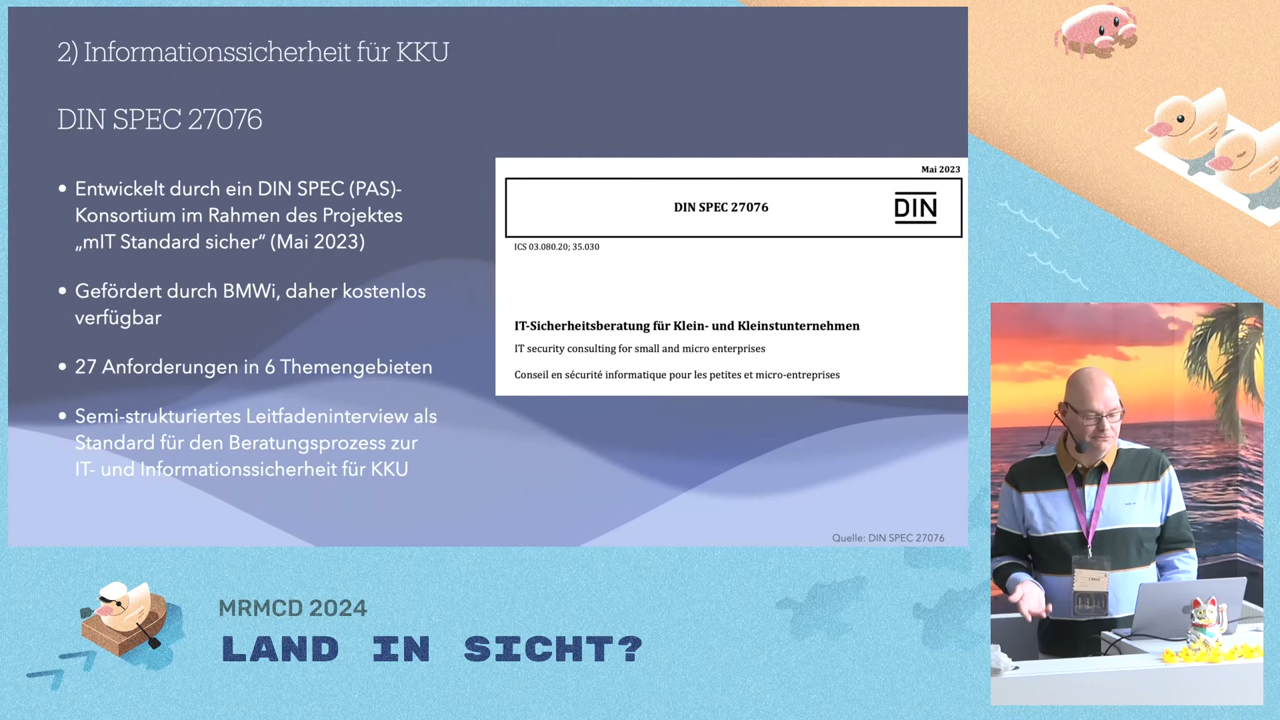 2) Informationssicherheit für KKU
DIN SPEC 27076
• Entwickelt durch ein DIN SPEC (PAS)-
Konsortium im Rahmen des Projektes
„mIT Standard sicher“ (Mai 2023)
• Gefördert durch BMWi, daher kostenlos
verfügbar
• 27 Anforderungen in 6 Themengebieten
• Semi-strukturiertes Leitfadeninterview als
Standard für den Beratungsprozess zur
IT- und Informationssicherheit für KKU
Mai 2023
DIN SPEC 27076
DIN
ICS 03.080.20; 35.030
IT-Sicherheitsberatung für Klein- und Kleinstunternehmen
IT security consulting for small and micro enterprises
Conseil en sécurité informatique pour les petites et micro-entreprises
Quelle: DIN SPEC 27076
MRMCD 2024
LAND IN SICHT?